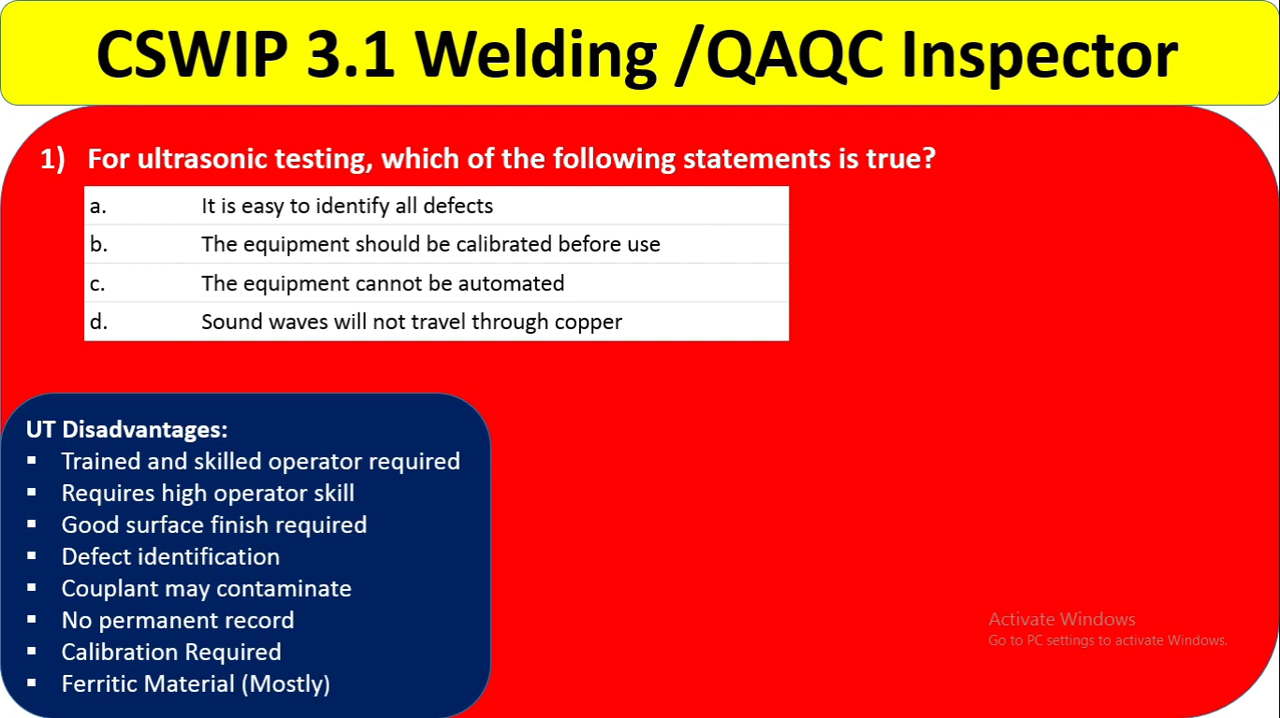 CSWIP 3.1 Welding /QAQC Inspector
1) For ultrasonic testing, which of the following statements is true?
a. It is easy to identify all defects
b. The equipment should be calibrated before use
c. The equipment cannot be automated
d. Sound waves will not travel through copper
UT Disadvantages:
▪ Trained and skilled operator required
▪ Requires high operator skill
▪ Good surface finish required
▪ Defect identification
▪ Couplant may contaminate
▪ No permanent record
▪ Calibration Required
▪ Ferritic Material (Mostly)
Activate Windows
Go to PC settings to activate Windows.